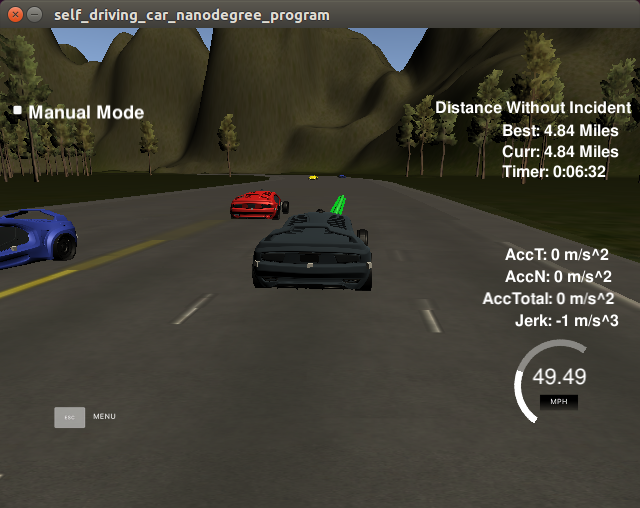 self_driving_car_nanodegree_program
Manual Mode
Distance Without Incident
Best: 4.84 Miles
Curr: 4.84 Miles
Timer: 0:06:32
AccT: 0 m/s^2
AccN: 0 m/s^2
AccTotal: 0 m/s^2
Jerk: -1 m/s^3
49.49
MPH
ESC MENU